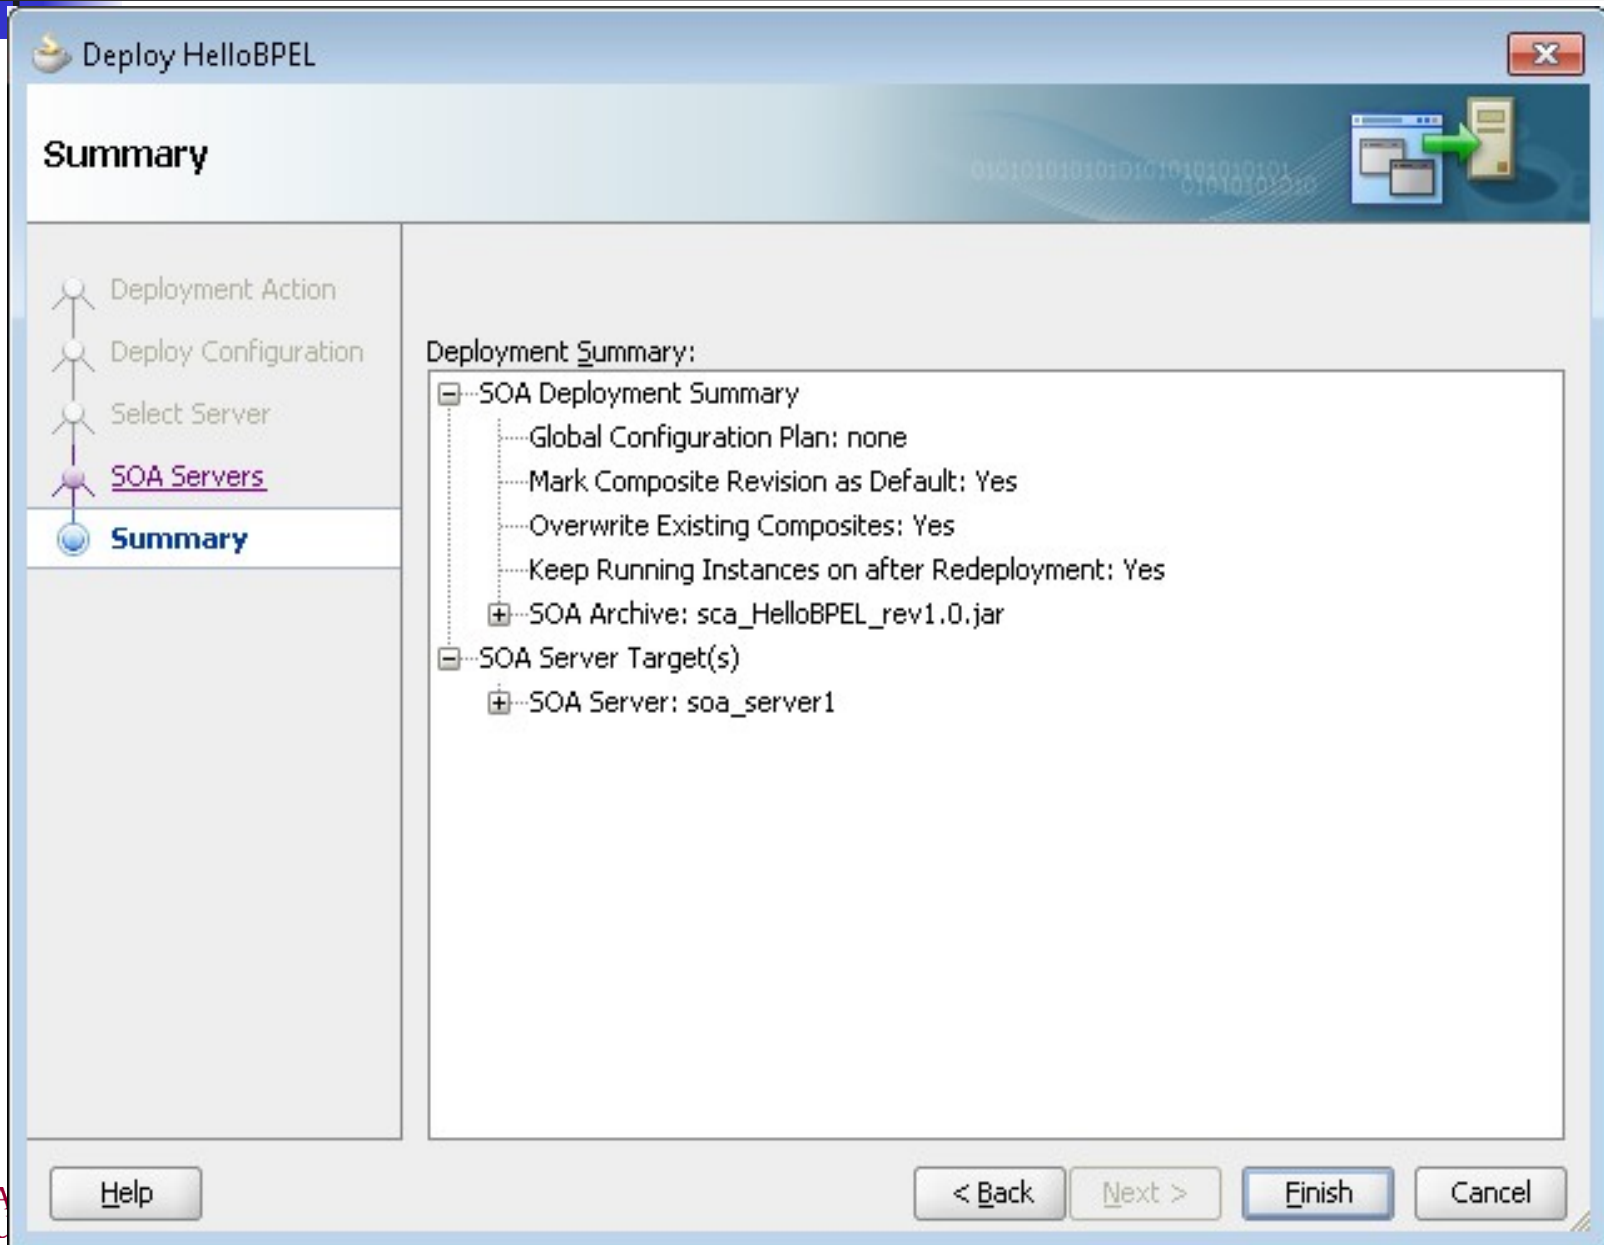 Deploy HelloBPEL
Summary
Deployment Action
Deploy Configuration
Select Server
SOA Servers
Summary
Deployment Summary:
SOA Deployment Summary
Global Configuration Plan: none
Mark Composite Revision as Default: Yes
Overwrite Existing Composites: Yes
Keep Running Instances on after Redeployment: Yes
SOA Archive: sca_HelloBPEL_rev1.0.jar
SOA Server Target(s)
SOA Server: soa_server1
Help
< Back
Next >
Finish
Cancel